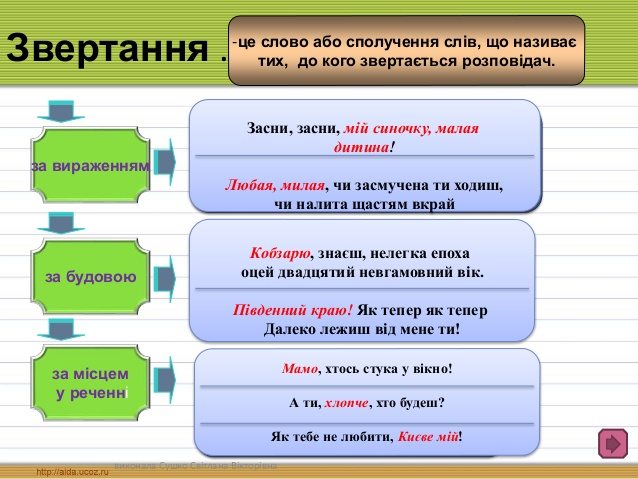 Звертання .
-це слово або сполучення слів, що називає
тих, до кого звертається розповідач.
за вираженням
Засни, засни, мій синочку, малая
дитина!
Любая, милая, чи засмучена ти ходиш,
чи налита щастям вкрай
за будовою
Кобзарю, знаєш, нелегка епоха
оцей двадцятий невгамовний вік.
Південний краю! Як тепер як тепер
Далеко лежиш від мене ти!
за місцем
у реченні
Мамо, хтось стука у вікно!
А ти, хлопче, хто будеш?
Як тебе не любити, Києве мій!
виконала Сушко Світлана Вікторівна
http://aida.ucoz.ru